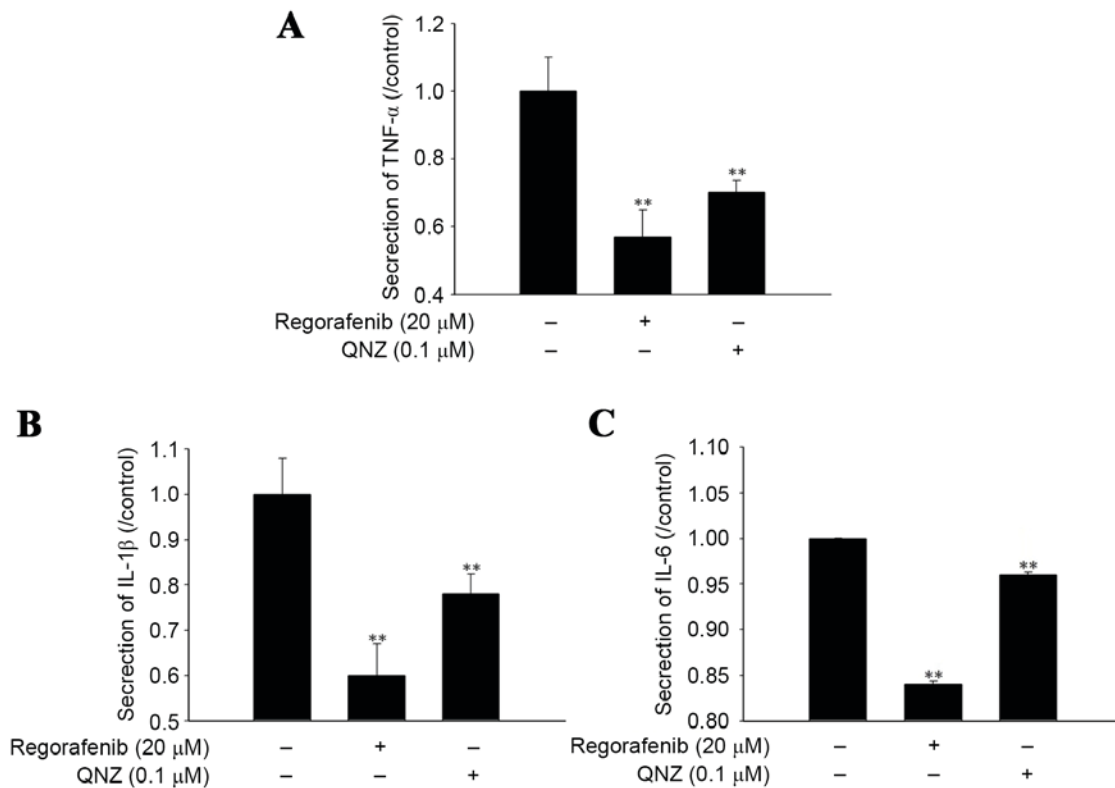 A
Secrection of TNF-α (/control)
1.2
1.0
0.8
0.6
0.4
** **
Regorafenib (20 μM) – + –
QNZ (0.1 μM) – – +
B
Secrection of IL-1β (/control)
1.1
1.0
0.9
0.8
0.7
0.6
0.5
** **
Regorafenib (20 μM) – + –
QNZ (0.1 μM) – – +
C
Secrection of IL-6 (/control)
1.10
1.05
1.00
0.95
0.90
0.85
0.80
** **
Regorafenib (20 μM) – + –
QNZ (0.1 μM) – – +